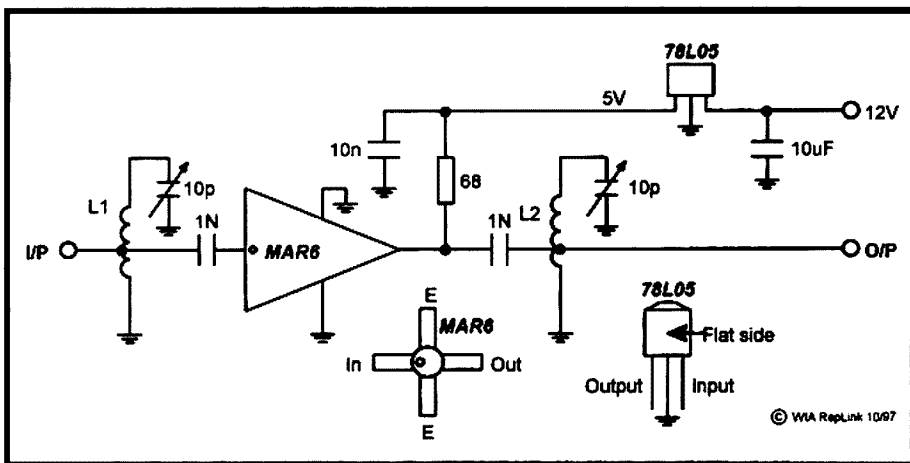 78L05
5V
12V
10n
10uF
68
L1
10p
L2
10p
1N
1N
I/P
MAR6
O/P
E
MAR6
In
Out
E
78L05
Flat side
Output
Input
© WIA RepLink 10/97